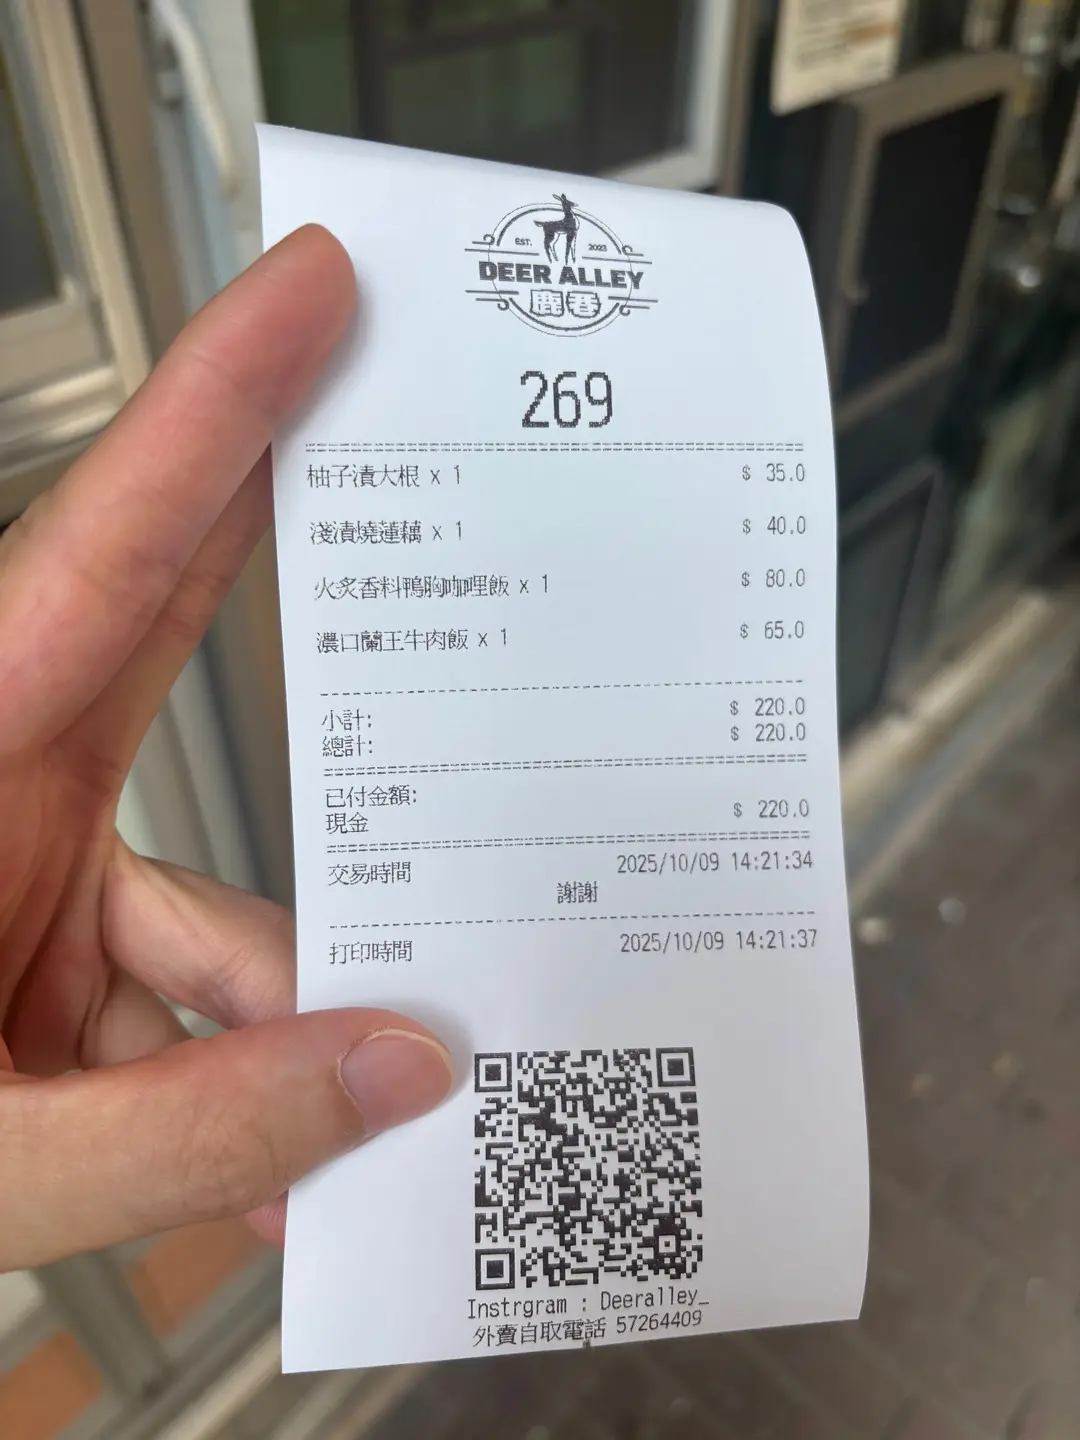 EST. 2023
DEER ALLEY
鹿巷
269
柚子漬大根 x 1 $ 35.0
淺漬燒蓮藕 x 1 $ 40.0
火炙香料鴨胸咖哩飯 x 1 $ 80.0
濃口蘭王牛肉飯 x 1 $ 65.0
小計: $ 220.0
總計: $ 220.0
已付金額:
現金 $ 220.0
交易時間 2025/10/09 14:21:34
謝謝
打印時間 2025/10/09 14:21:37
Instrgram : Deeralley_
外賣自取電話 57264409